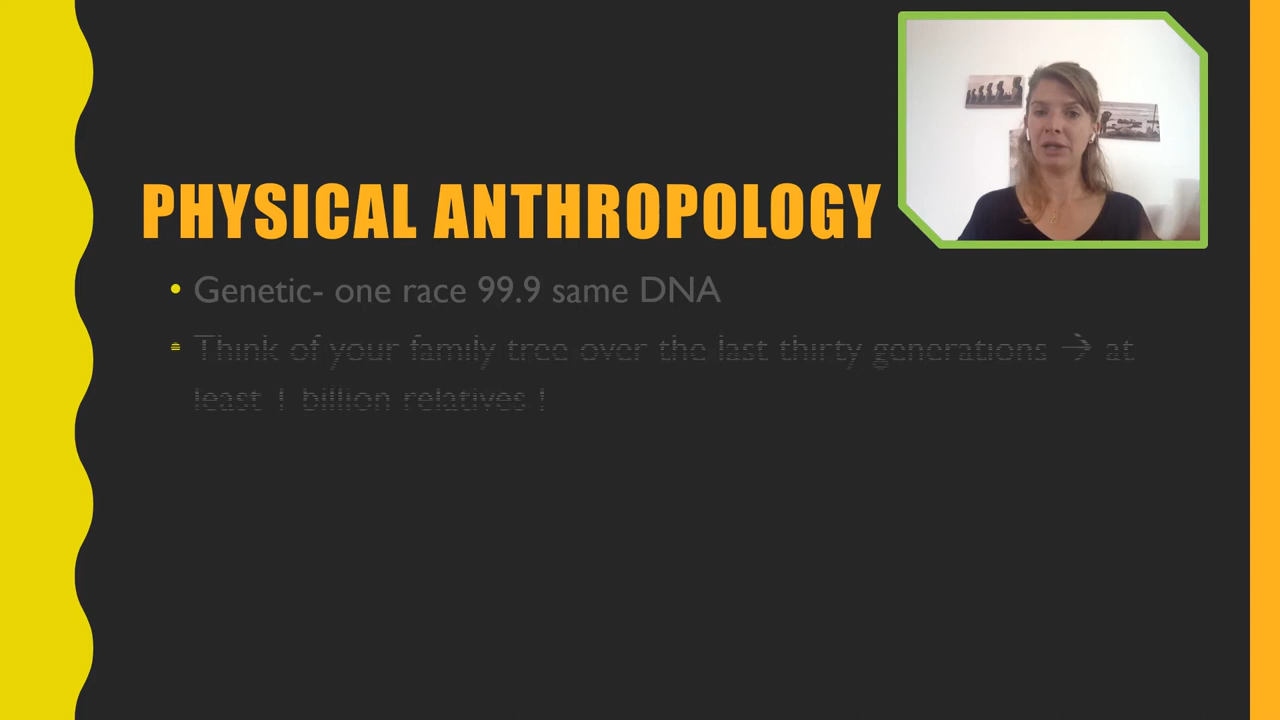 PHYSICAL ANTHROPOLOGY
• Genetic- one race 99.9 same DNA
• Think of your family tree over the last thirty generations → at
least 1 billion relatives !